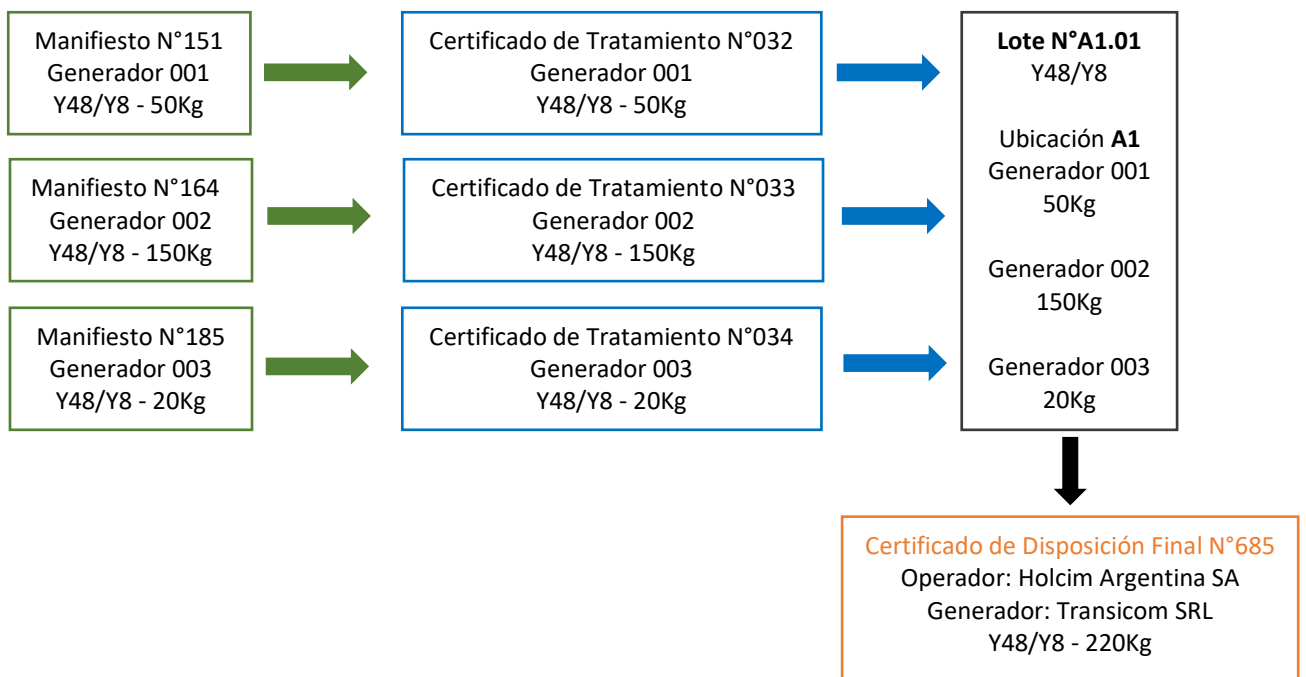 Manifiesto N°151
Generador 001
Y48/Y8 - 50Kg
Certificado de Tratamiento N°032
Generador 001
Y48/Y8 - 50Kg
Manifiesto N°164
Generador 002
Y48/Y8 - 150Kg
Certificado de Tratamiento N°033
Generador 002
Y48/Y8 - 150Kg
Manifiesto N°185
Generador 003
Y48/Y8 - 20Kg
Certificado de Tratamiento N°034
Generador 003
Y48/Y8 - 20Kg
Lote N°A1.01
Y48/Y8
Ubicación A1
Generador 001
50Kg
Generador 002
150Kg
Generador 003
20Kg
Certificado de Disposición Final N°685
Operador: Holcim Argentina SA
Generador: Transicom SRL
Y48/Y8 - 220Kg